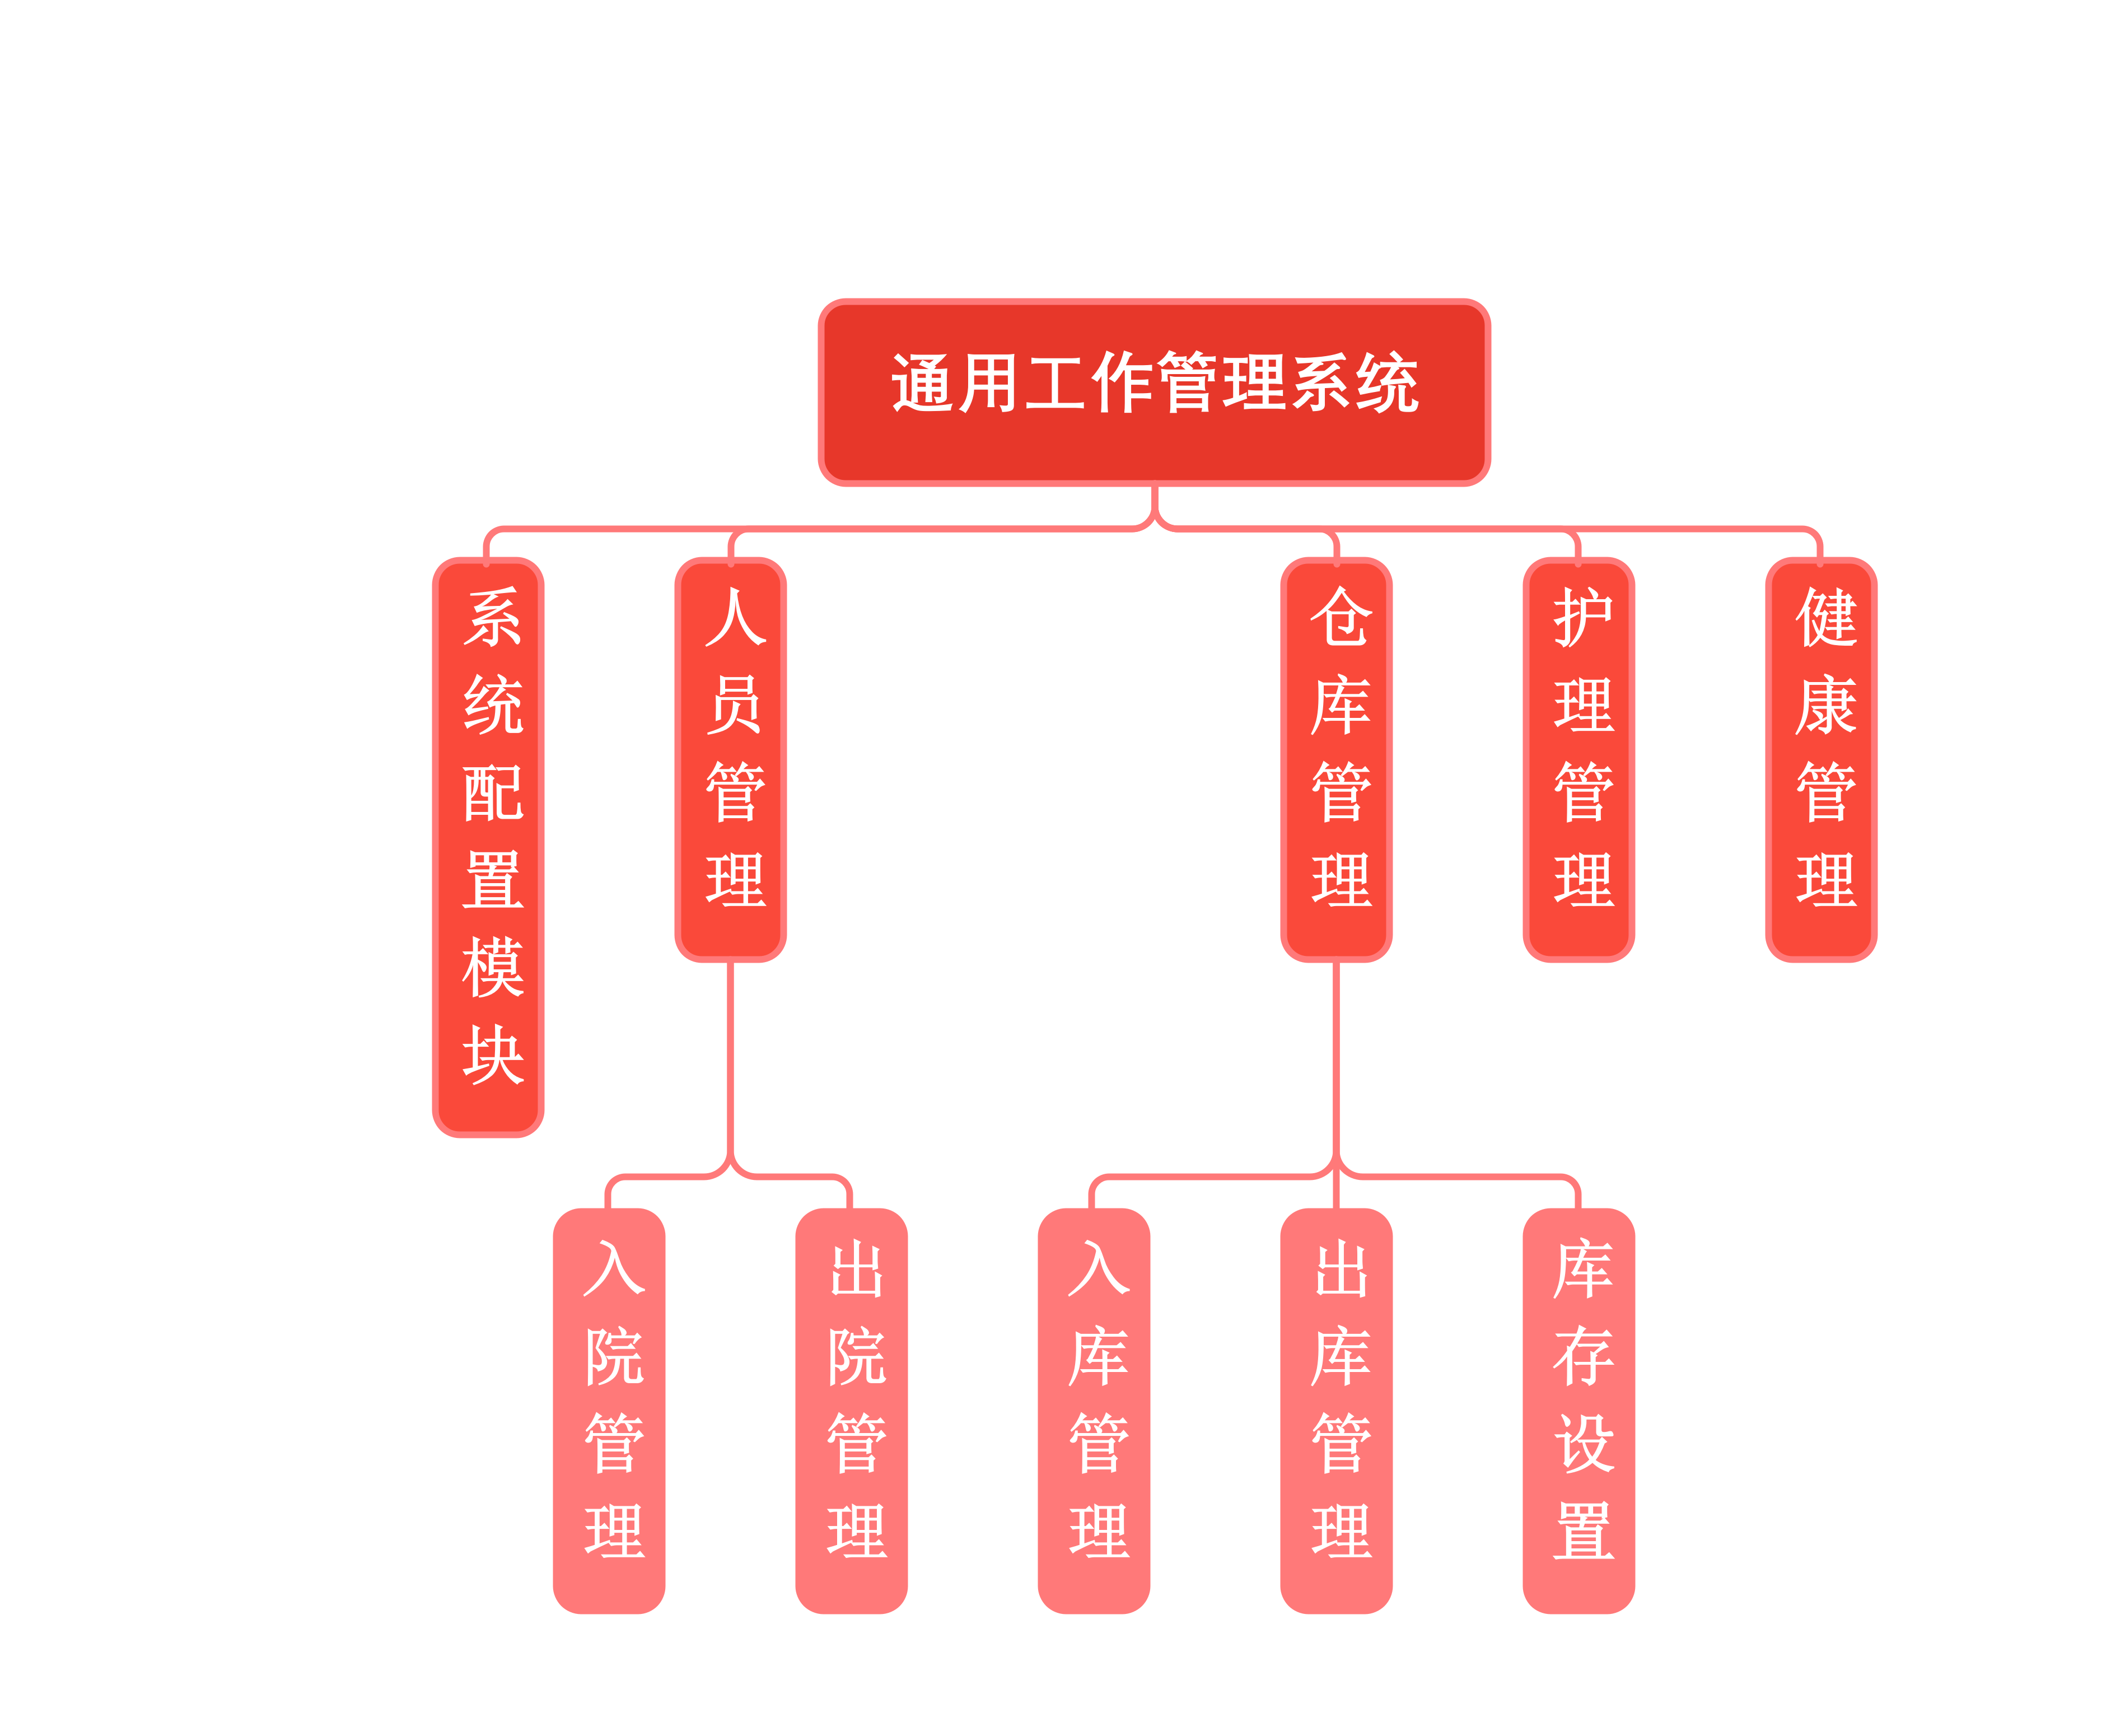 通用工作管理系统
系统配置模块
人员管理
仓库管理
护理管理
健康管理
入院管理
出院管理
入库管理
出库管理
库存设置